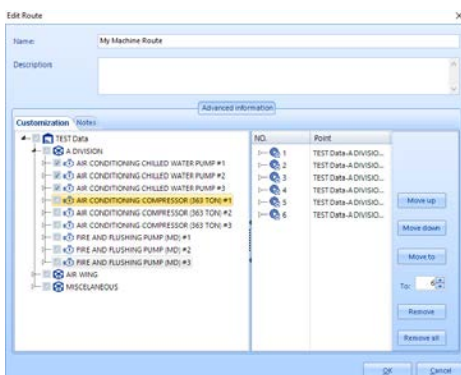 Edit Route
Name: My Machine Route
Description:
Advanced information
Customization Notes
TEST Data
A DIVISION
AIR CONDITIONING CHILLED WATER PUMP #1
AIR CONDITIONING CHILLED WATER PUMP #2
AIR CONDITIONING CHILLED WATER PUMP #3
AIR CONDITIONING COMPRESSOR (363 TON) #1
AIR CONDITIONING COMPRESSOR (363 TON) #2
AIR CONDITIONING COMPRESSOR (363 TON) #3
FIRE AND FLUSHING PUMP (MD) #1
FIRE AND FLUSHING PUMP (MD) #2
FIRE AND FLUSHING PUMP (MD) #3
AIR WING
MISCELANEOUS
NO. Point
1 TEST Data-A DIVISIO...
2 TEST Data-A DIVISIO...
3 TEST Data-A DIVISIO...
4 TEST Data-A DIVISIO...
5 TEST Data-A DIVISIO...
6 TEST Data-A DIVISIO...
Move up
Move down
Move to
To: 6
Remove
Remove all
OK Cancel